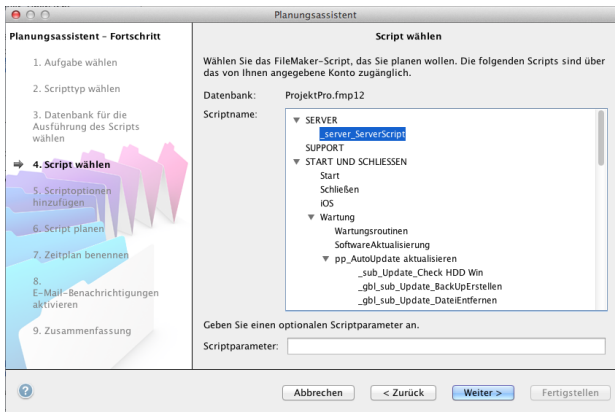 Planungsassistent
Planungsassistent - Fortschritt
1. Aufgabe wählen
2. Scripttyp wählen
3. Datenbank für die
Ausführung des Scripts
wählen
4. Script wählen
5. Scriptoptionen
hinzufügen
6. Script planen
7. Zeitplan benennen
8.
E-Mail-Benachrichtigungen
aktivieren
9. Zusammenfassung
Script wählen
Wählen Sie das FileMaker-Script, das Sie planen wollen. Die folgenden Scripts sind über
das von Ihnen angegebene Konto zugänglich.
Datenbank: ProjektPro.fmp12
Scriptname:
SERVER
_server_ServerScript
SUPPORT
START UND SCHLIESSEN
Start
Schließen
iOS
Wartung
Wartungsroutinen
SoftwareAktualisierung
pp_AutoUpdate aktualisieren
_sub_Update_Check HDD Win
_gbl_sub_Update_BackUpErstellen
_gbl_sub_Update_DateiEntfernen
Geben Sie einen optionalen Scriptparameter an.
Scriptparameter:
?
Abbrechen
< Zurück
Weiter >
Fertigstellen